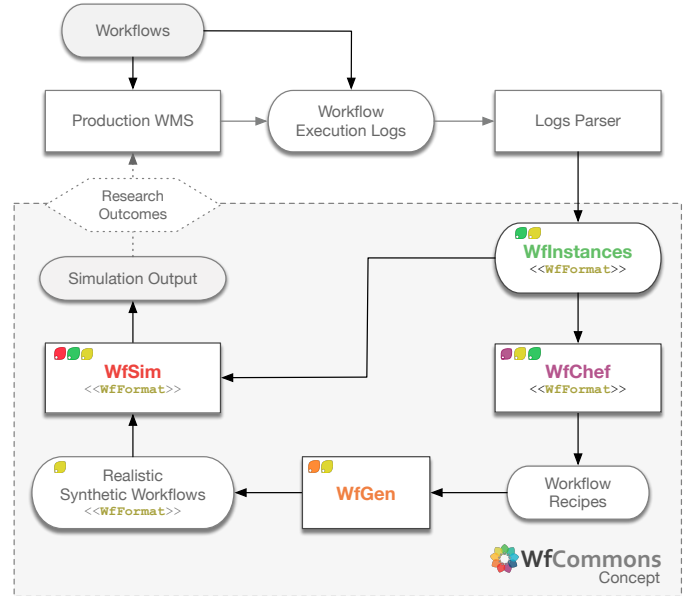 Workflows
Production WMS
Workflow
Execution Logs
Logs Parser
Research
Outcomes
WfInstances
<<WfFormat>>
Simulation Output
WfSim
<<WfFormat>>
WfChef
<<WfFormat>>
Realistic
Synthetic Workflows
<<WfFormat>>
WfGen
Workflow
Recipes
WfCommons
Concept